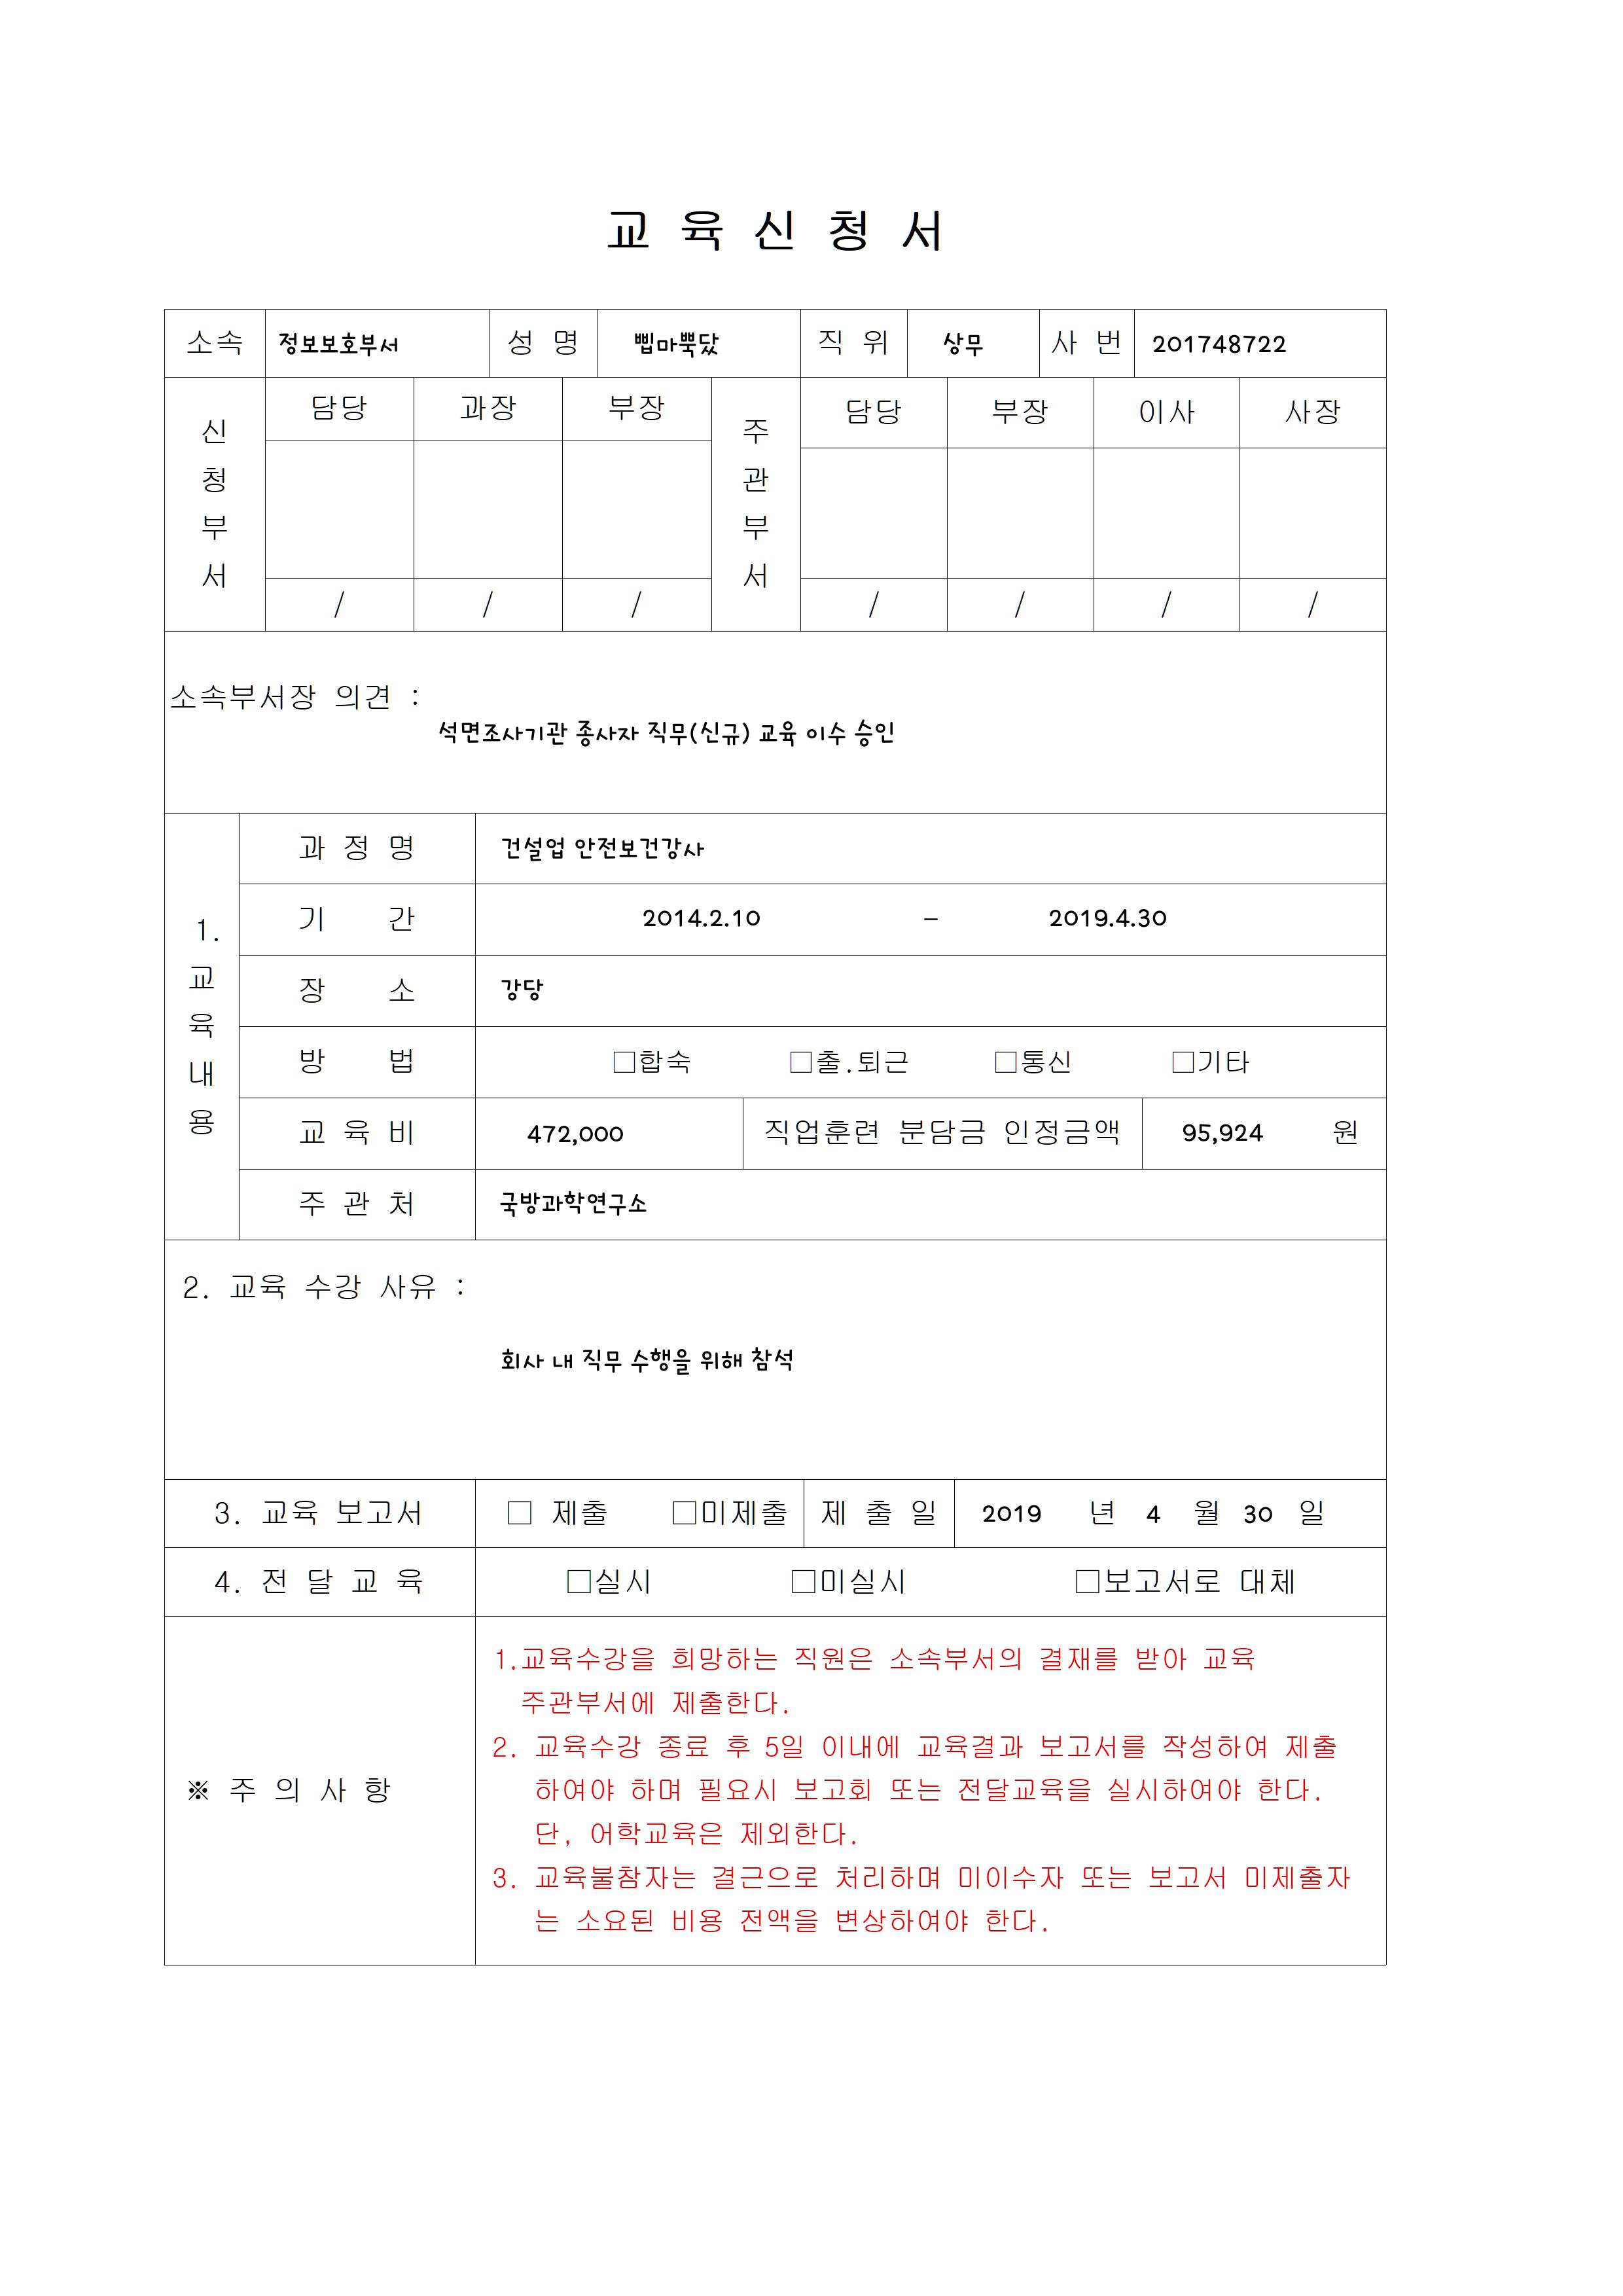 교 육 신 청 서
소속 정보보호부서 성 명 삡마뿍닸 직 위 상무 사 번 201748722
신청부서 담당 과장 부장 주관부서 담당 부장 이사 사장
/ / / / / / /
소속부서장 의견 :
석면조사기관 종사자 직무(신규) 교육 이수 승인
1. 교육내용
과 정 명 건설업 안전보건강사
기 간 2014.2.10 - 2019.4.30
장 소 강당
방 법 □합숙 □출.퇴근 □통신 □기타
교 육 비 472,000 직업훈련 분담금 인정금액 95,924 원
주 관 처 국방과학연구소
2. 교육 수강 사유 :
회사 내 직무 수행을 위해 참석
3. 교육 보고서 □ 제출 □미제출 제 출 일 2019 년 4 월 30 일
4. 전 달 교 육 □실시 □미실시 □보고서로 대체
※ 주 의 사 항
1.교육수강을 희망하는 직원은 소속부서의 결재를 받아 교육
주관부서에 제출한다.
2. 교육수강 종료 후 5일 이내에 교육결과 보고서를 작성하여 제출
하여야 하며 필요시 보고회 또는 전달교육을 실시하여야 한다.
단, 어학교육은 제외한다.
3. 교육불참자는 결근으로 처리하며 미이수자 또는 보고서 미제출자
는 소요된 비용 전액을 변상하여야 한다.